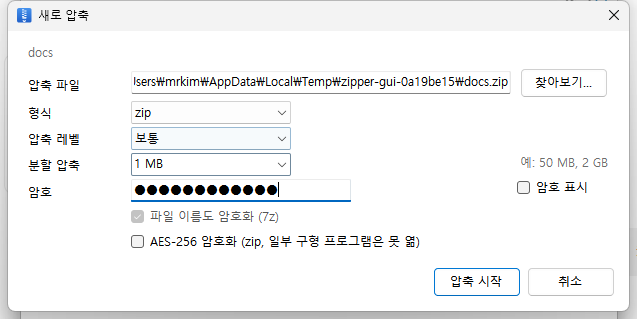 새로 압축
docs
압축 파일 Jsers₩mrkim₩AppData₩Local₩Temp₩zipper-gui-0a19be15₩docs.zip 찾아보기...
형식 zip
압축 레벨 보통
분할 압축 1 MB 예: 50 MB, 2 GB
암호 ●●●●●●●●●●●● 암호 표시
파일 이름도 암호화 (7z)
AES-256 암호화 (zip, 일부 구형 프로그램은 못 엶)
압축 시작 취소